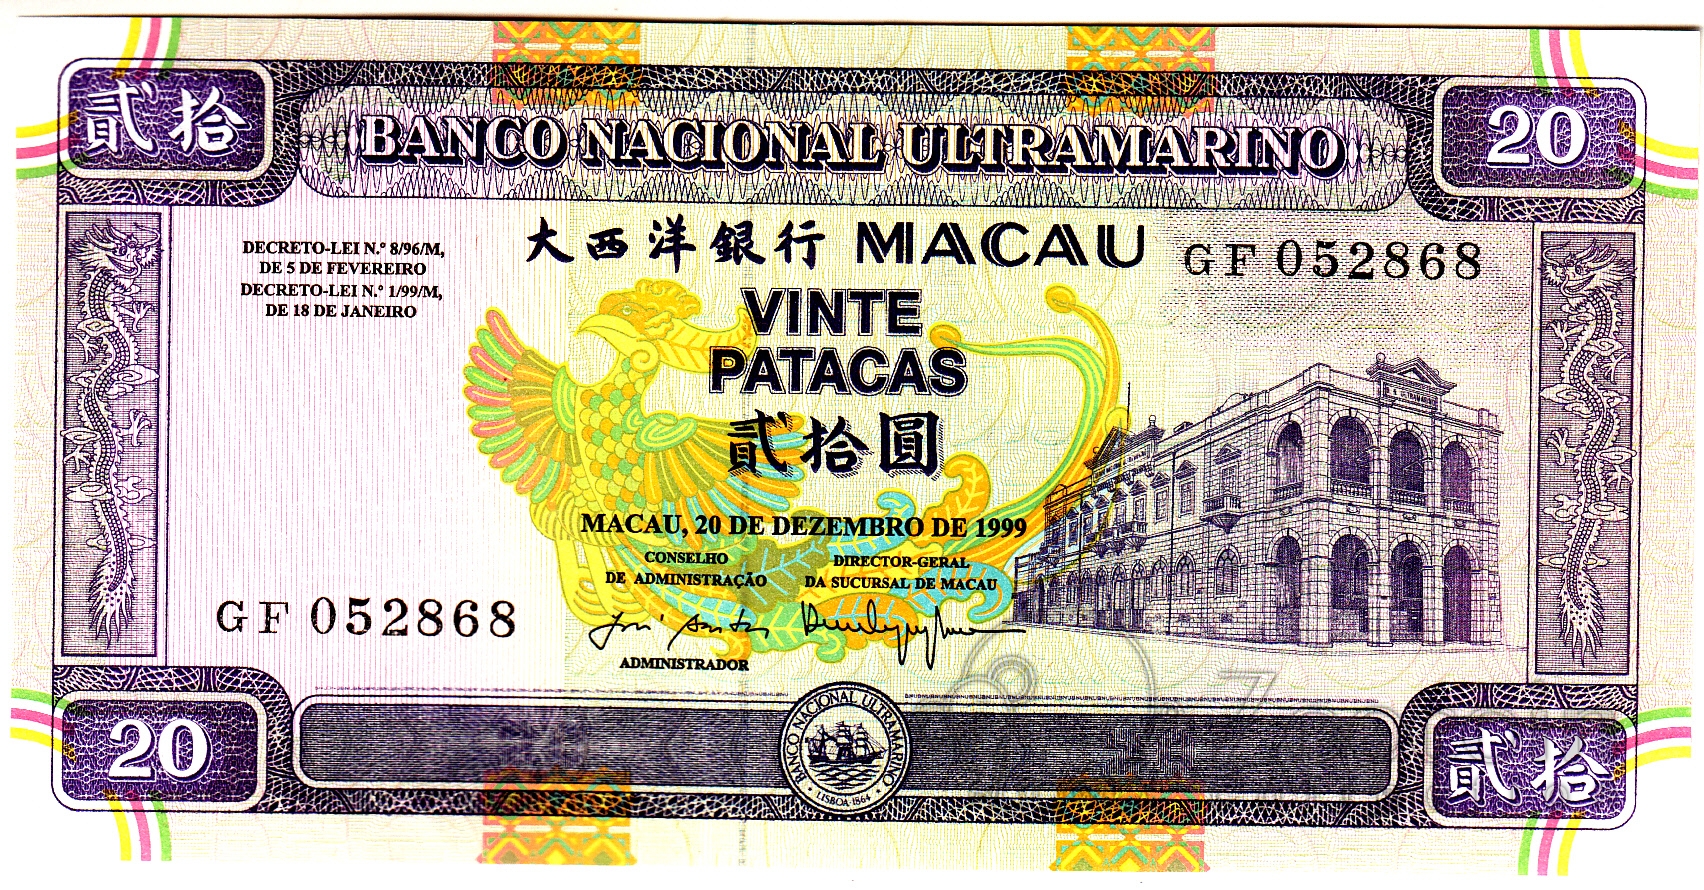 貳拾
BANCO NACIONAL ULTRAMARINO
20
DECRETO-LEI N.º 8/96/M,
DE 5 DE FEVEREIRO
DECRETO-LEI N.º 1/99/M,
DE 18 DE JANEIRO
大西洋銀行 MACAU
GF 052868
VINTE
PATACAS
貳拾圓
MACAU, 20 DE DEZEMBRO DE 1999
CONSELHO
DE ADMINISTRAÇÃO
DIRECTOR-GERAL
DA SUCURSAL DE MACAU
GF 052868
ADMINISTRADOR
20
BANCO NACIONAL ULTRAMARINO
LISBOA-1864
貳拾